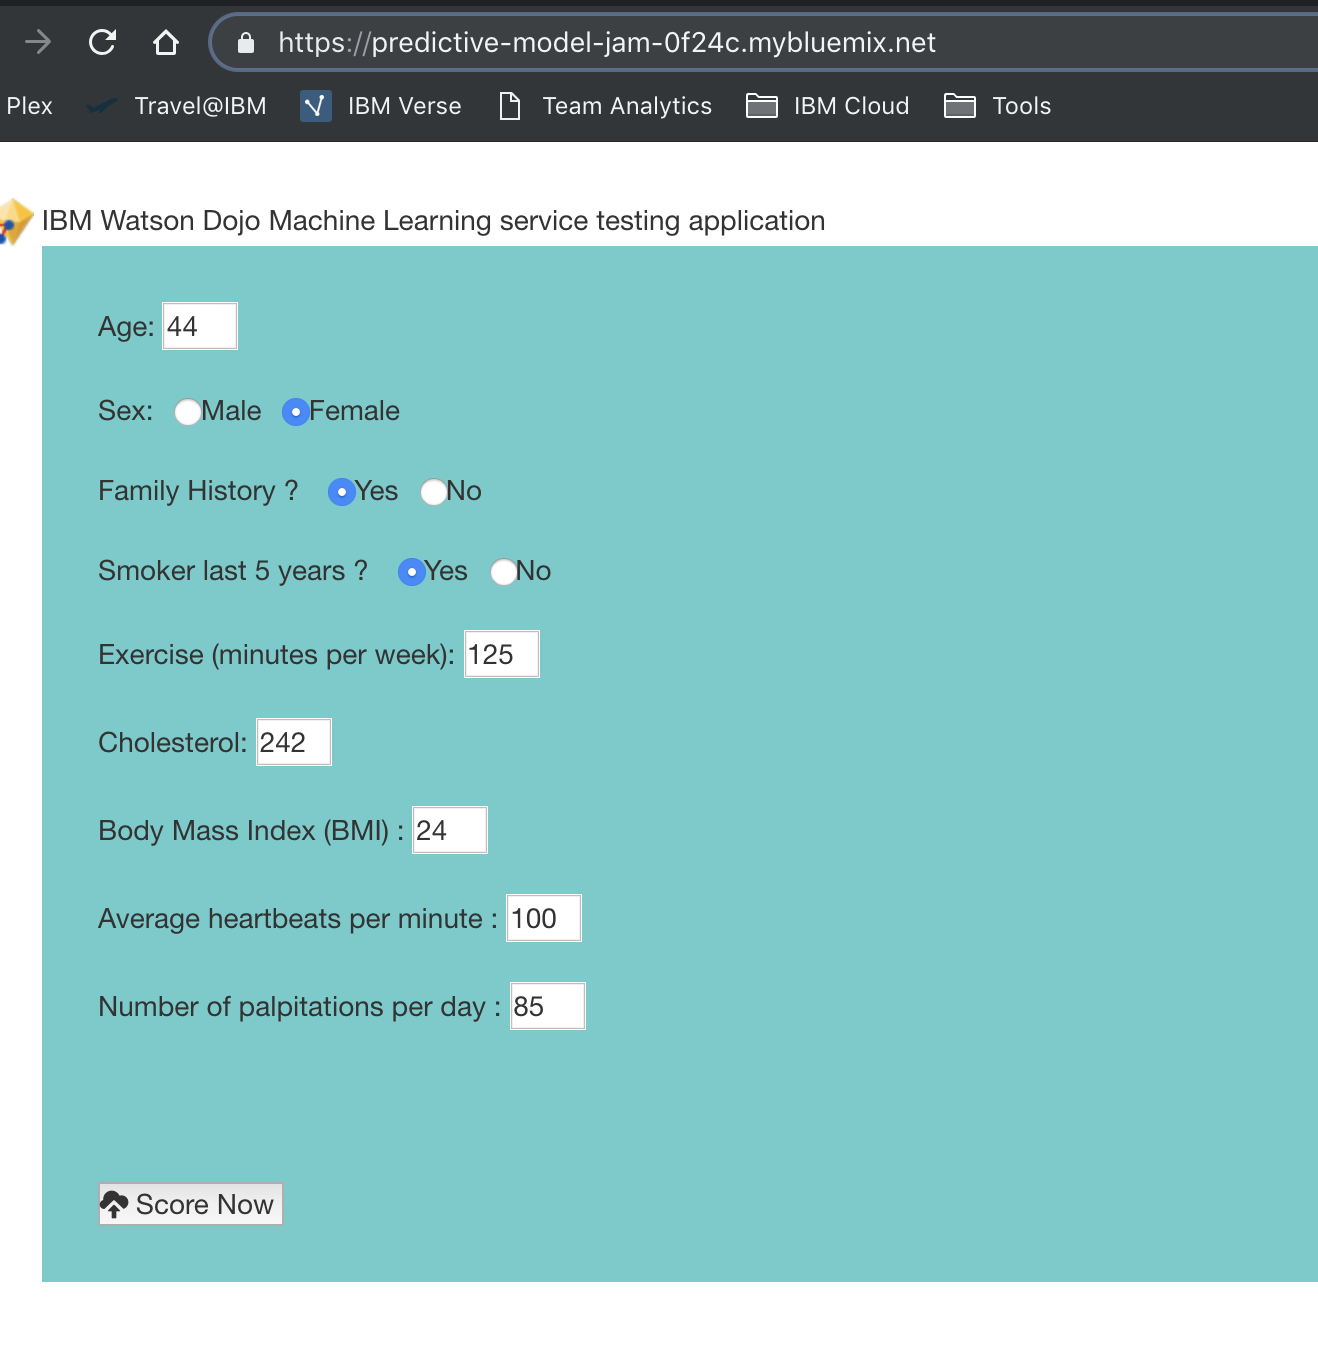 https://predictive-model-jam-0f24c.mybluemix.net
Plex Travel@IBM IBM Verse Team Analytics IBM Cloud Tools
IBM Watson Dojo Machine Learning service testing application
Age: 44
Sex: Male Female
Family History ? Yes No
Smoker last 5 years ? Yes No
Exercise (minutes per week): 125
Cholesterol: 242
Body Mass Index (BMI) : 24
Average heartbeats per minute : 100
Number of palpitations per day : 85
Score Now